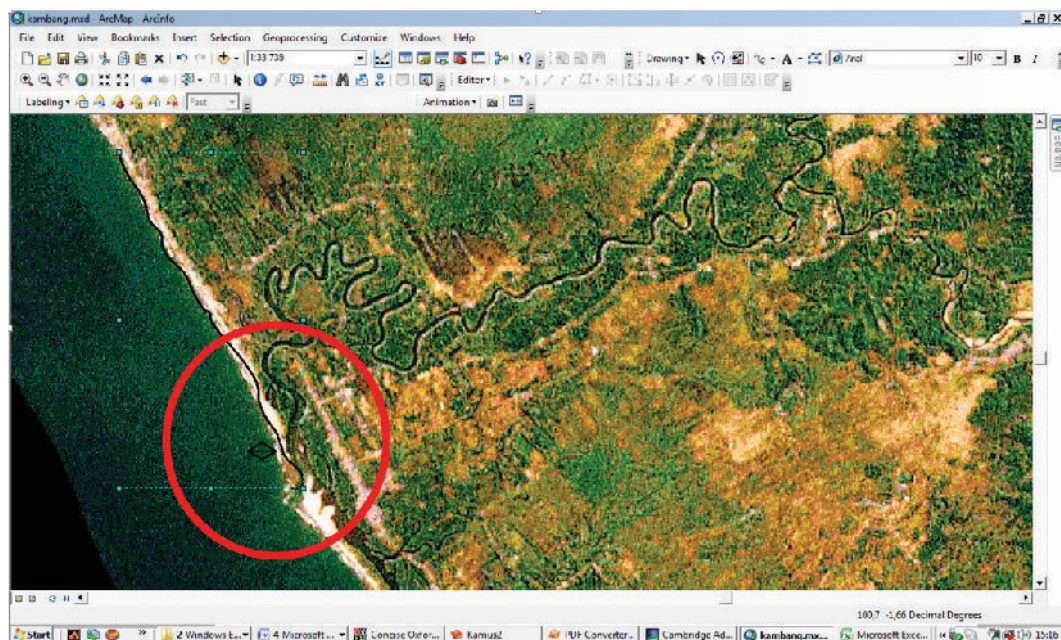 kambang.mxd - ArcMap - ArcInfo
File Edit View Bookmarks Insert Selection Geoprocessing Customize Windows Help
1:33 739 Drawing Arial 10 B I
Editor
Labeling Fast Animation
100,7 -1,66 Decimal Degrees
Start 2 Windows E... 4 Microsoft ... Concise Oxfor... Kamus2 PDF Converter... Cambridge Ad... kambang.mx... Microsoft Exce...